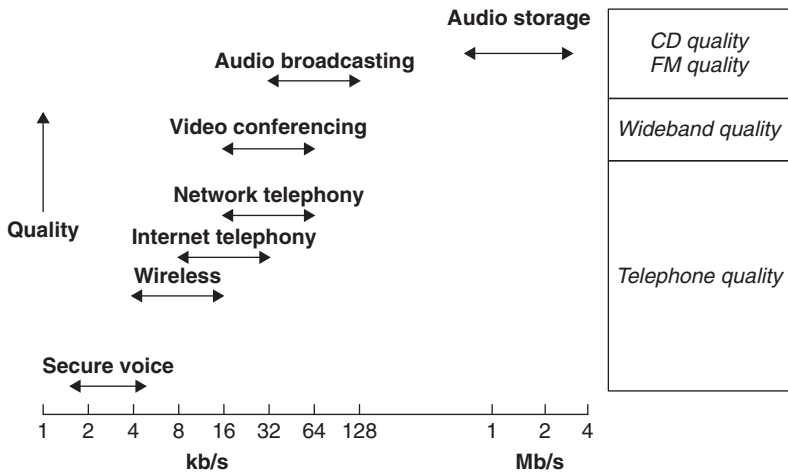 Audio storage
CD quality
FM quality
Audio broadcasting
Video conferencing
Wideband quality
Network telephony
Quality
Internet telephony
Wireless
Telephone quality
Secure voice
1 2 4 8 16 32 64 128 1 2 4
kb/s Mb/s